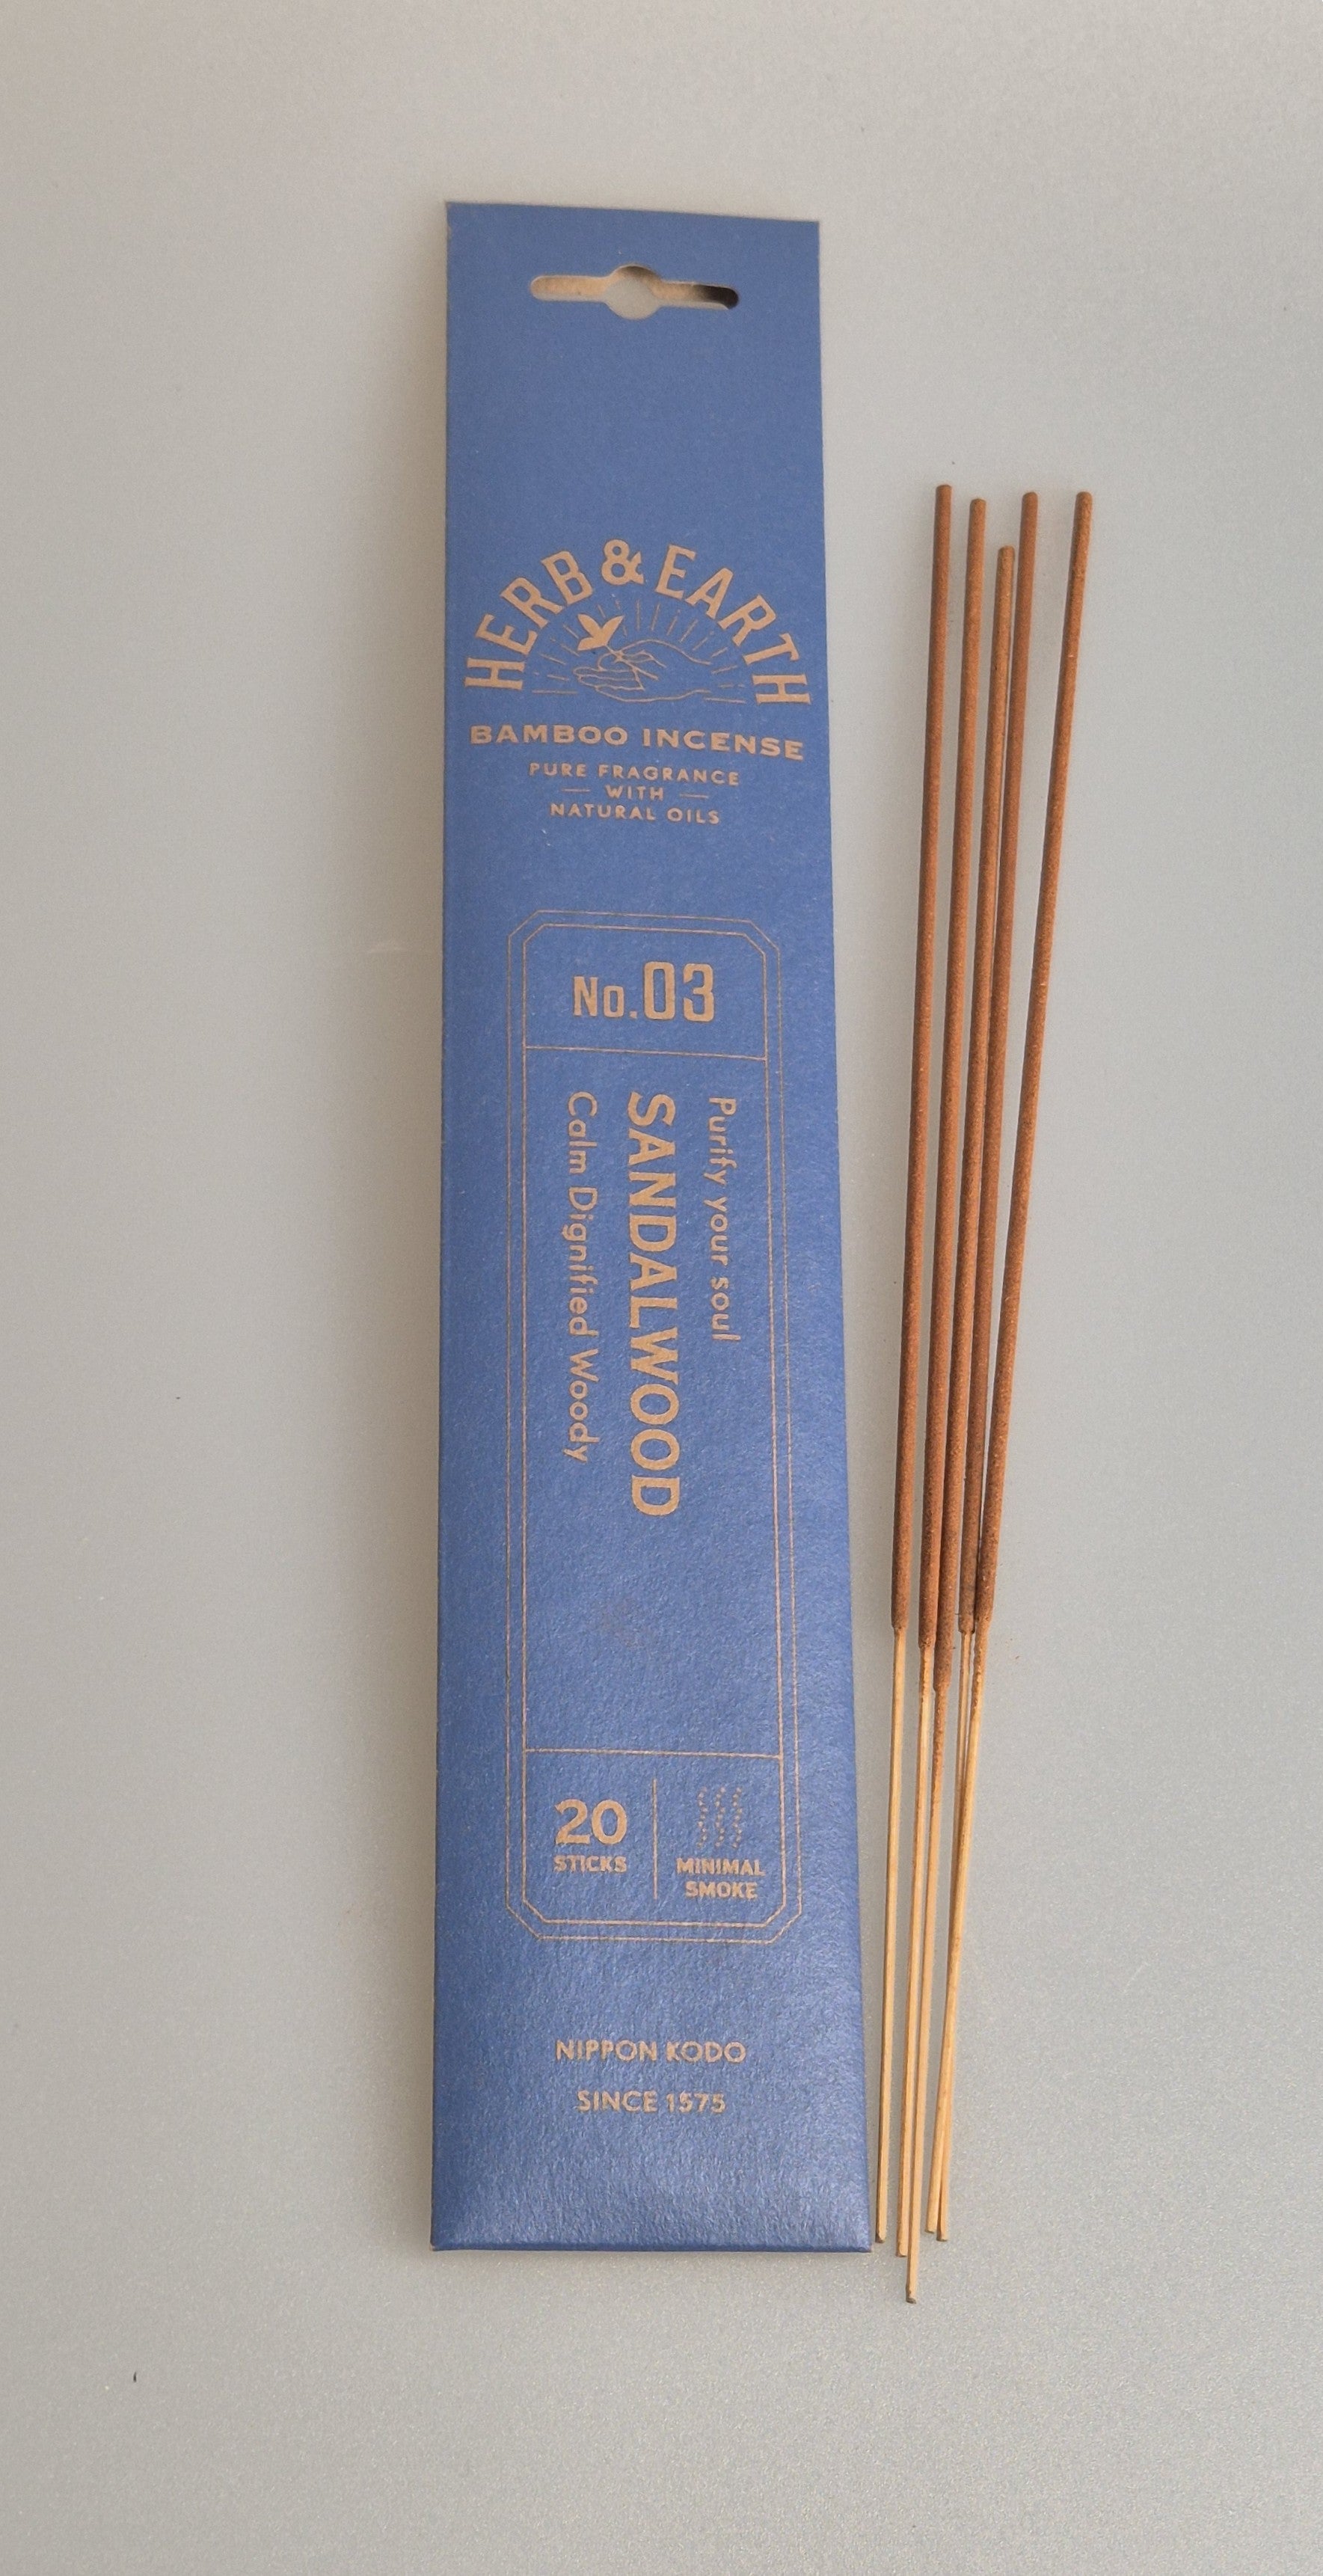 HERB & EARTH
BAMBOO INCENSE
PURE FRAGRANCE
WITH
NATURAL OILS
No.03
Purify your soul
SANDALWOOD
Calm Dignified Woody
20
STICKS
MINIMAL
SMOKE
NIPPON KODO
SINCE 1575